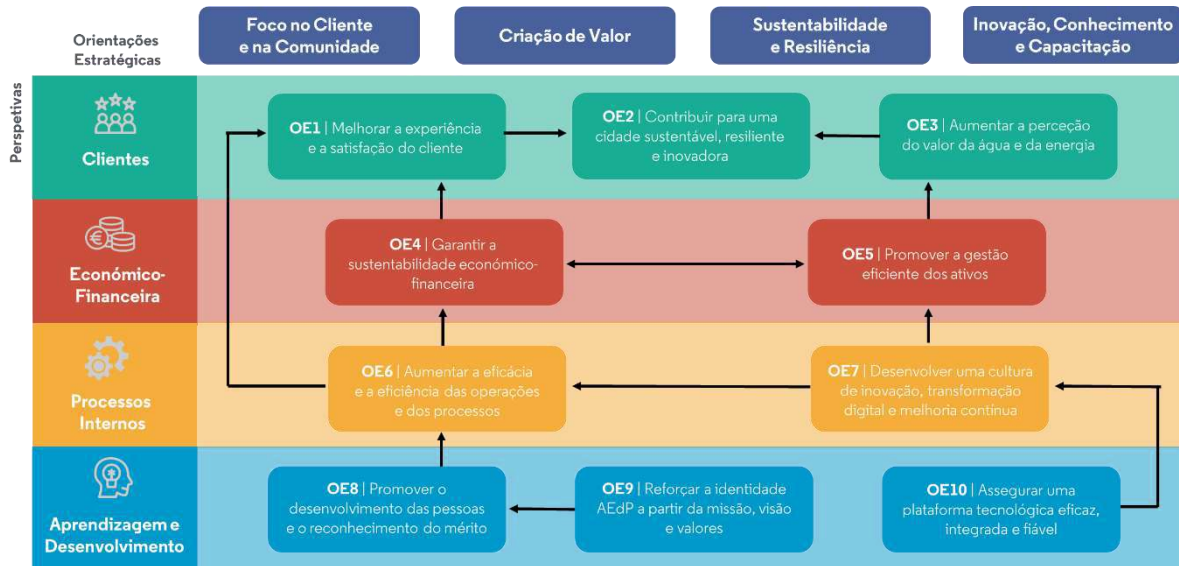 Orientações
Estratégicas
Foco no Cliente
e na Comunidade
Criação de Valor
Sustentabilidade
e Resiliência
Inovação, Conhecimento
e Capacitação
Perspetivas
Clientes
OE1 | Melhorar a experiência
e a satisfação do cliente
OE2 | Contribuir para uma
cidade sustentável, resiliente
e inovadora
OE3 | Aumentar a perceção
do valor da água e da energia
Económico-
Financeira
OE4 | Garantir a
sustentabilidade económico-
financeira
OE5 | Promover a gestão
eficiente dos ativos
Processos
Internos
OE6 | Aumentar a eficácia
e a eficiência das operações
e dos processos
OE7 | Desenvolver uma cultura
de inovação, transformação
digital e melhoria contínua
Aprendizagem e
Desenvolvimento
OE8 | Promover o
desenvolvimento das pessoas
e o reconhecimento do mérito
OE9 | Reforçar a identidade
AEdP a partir da missão, visão
e valores
OE10 | Assegurar uma
plataforma tecnológica eficaz,
integrada e fiável